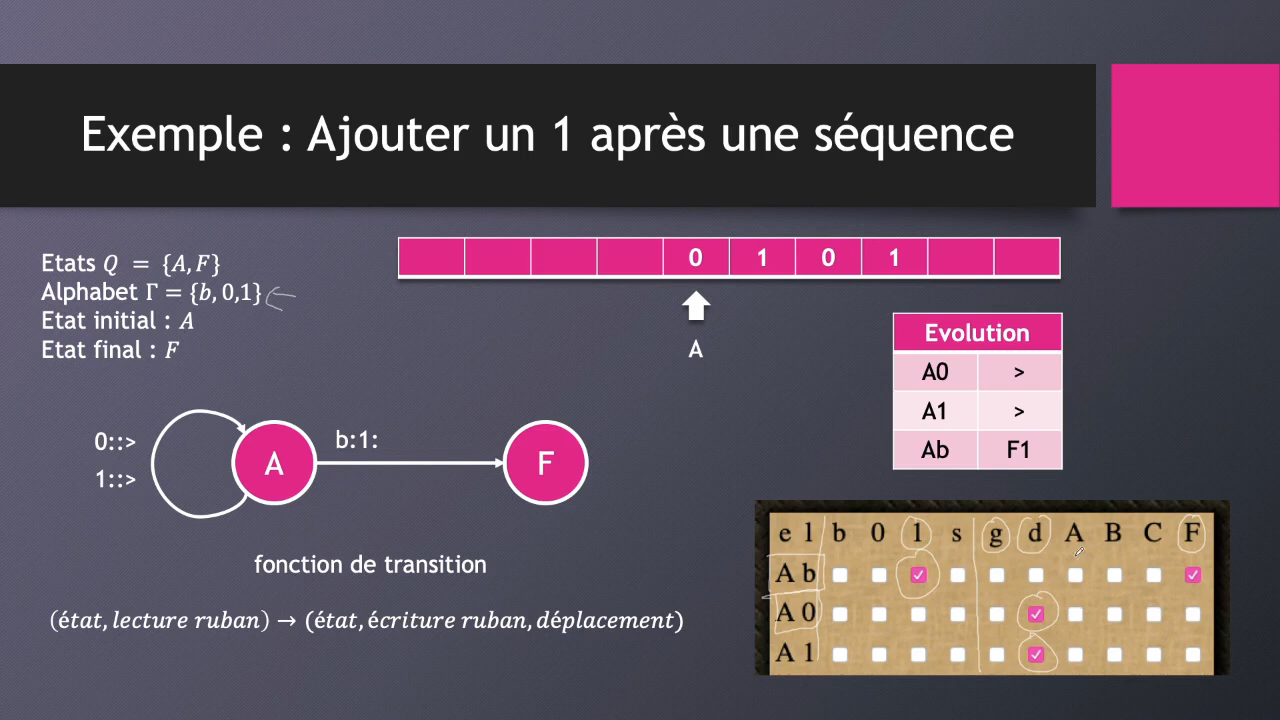 Exemple : Ajouter un 1 après une séquence
Etats Q = {A, F}
Alphabet Γ = {b, 0,1}
Etat initial : A
Etat final : F
0 1 0 1
A
Evolution
A0 >
A1 >
Ab F1
0::>
1::>
A
b:1:
F
fonction de transition
(état, lecture ruban) → (état, écriture ruban, déplacement)
e l b 0 1 s g d A B C F
A b
A 0
A 1